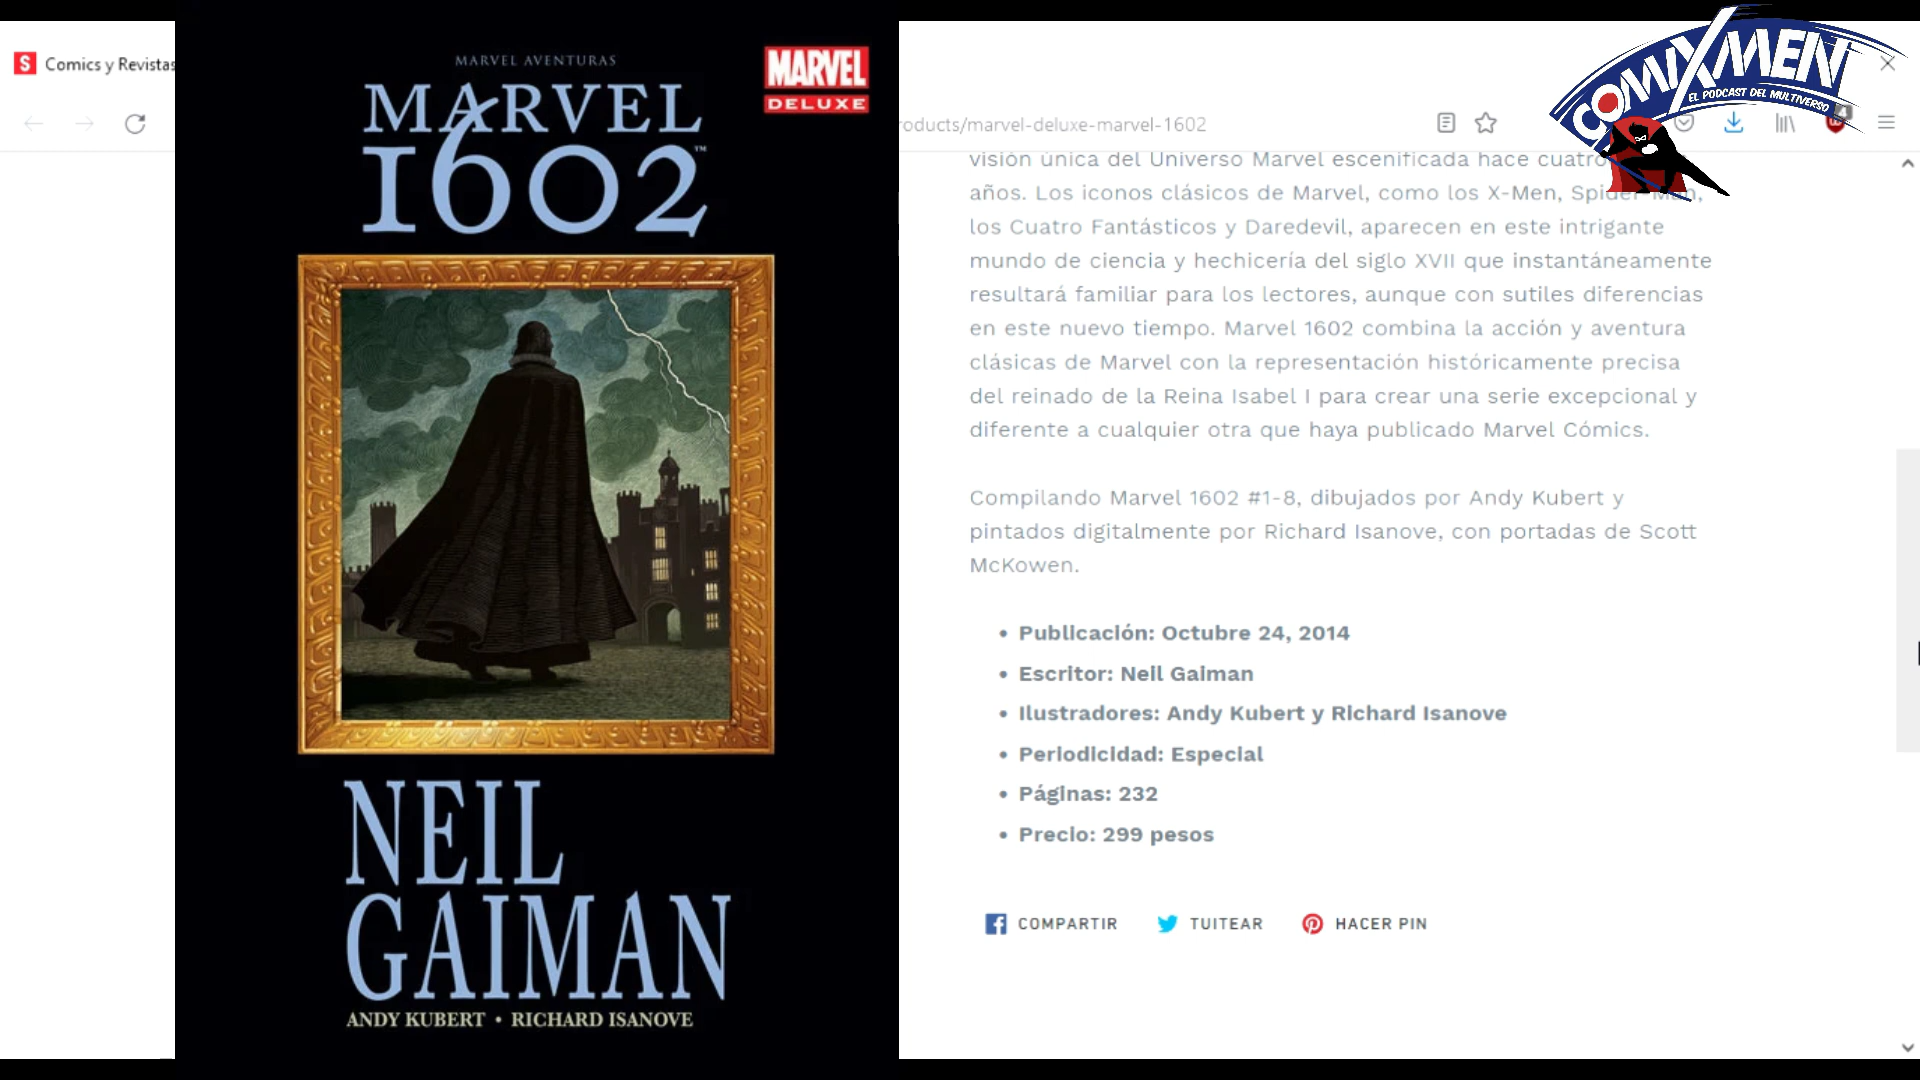 S Comics y Revistas
MARVEL AVENTURAS
MARVEL
1602™
MARVEL
DELUXE
NEIL
GAIMAN
ANDY KUBERT • RICHARD ISANOVE
COMIXMEN
EL PODCAST DEL MULTIVERSO
4
roducts/marvel-deluxe-marvel-1602
visión única del Universo Marvel escenificada hace cuatro
años. Los iconos clásicos de Marvel, como los X-Men, Spider-Man,
los Cuatro Fantásticos y Daredevil, aparecen en este intrigante
mundo de ciencia y hechicería del siglo XVII que instantáneamente
resultará familiar para los lectores, aunque con sutiles diferencias
en este nuevo tiempo. Marvel 1602 combina la acción y aventura
clásicas de Marvel con la representación históricamente precisa
del reinado de la Reina Isabel I para crear una serie excepcional y
diferente a cualquier otra que haya publicado Marvel Cómics.
Compilando Marvel 1602 #1-8, dibujados por Andy Kubert y
pintados digitalmente por Richard Isanove, con portadas de Scott
McKowen.
• Publicación: Octubre 24, 2014
• Escritor: Neil Gaiman
• Ilustradores: Andy Kubert y Richard Isanove
• Periodicidad: Especial
• Páginas: 232
• Precio: 299 pesos
COMPARTIR TUITEAR HACER PIN